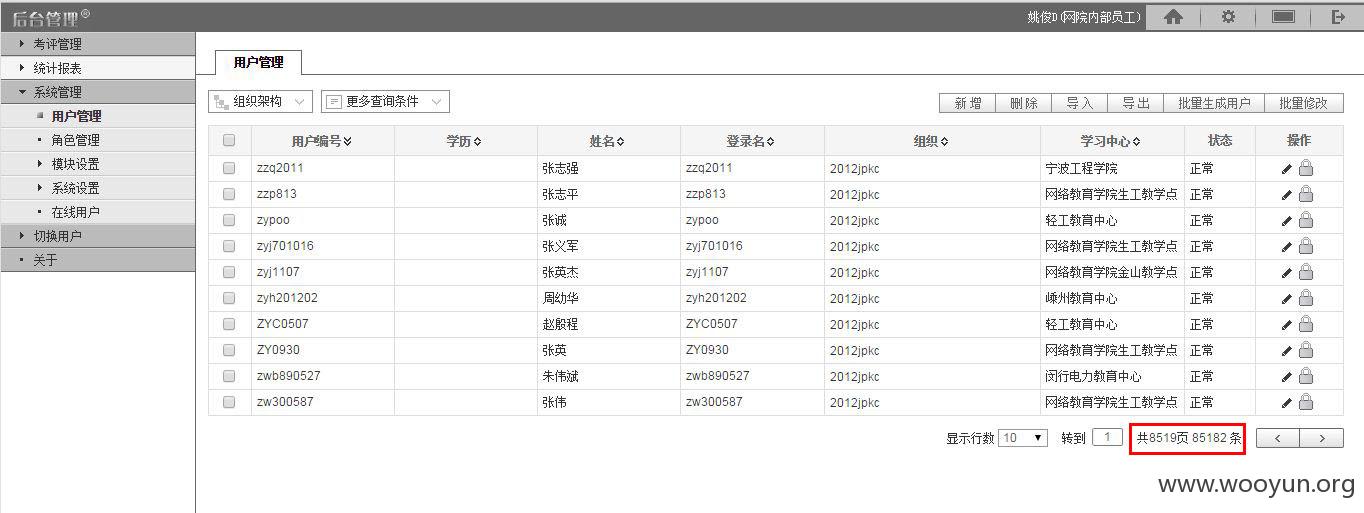 后台管理® 姚俊D(网院内部员工)
考评管理
统计报表
系统管理
用户管理
角色管理
模块设置
系统设置
在线用户
切换用户
关于
用户管理
组织架构 更多查询条件 新增 删除 导入 导出 批量生成用户 批量修改
用户编号 学历 姓名 登录名 组织 学习中心 状态 操作
zzq2011 张志强 zzq2011 2012jpkc 宁波工程学院 正常
zzp813 张志平 zzp813 2012jpkc 网络教育学院生工教学点 正常
zypoo 张诚 zypoo 2012jpkc 轻工教育中心 正常
zyj701016 张义军 zyj701016 2012jpkc 网络教育学院生工教学点 正常
zyj1107 张英杰 zyj1107 2012jpkc 网络教育学院金山教学点 正常
zyh201202 周幼华 zyh201202 2012jpkc 嵊州教育中心 正常
ZYC0507 赵殷程 ZYC0507 2012jpkc 轻工教育中心 正常
ZY0930 张英 ZY0930 2012jpkc 网络教育学院生工教学点 正常
zwb890527 朱伟斌 zwb890527 2012jpkc 闵行电力教育中心 正常
zw300587 张伟 zw300587 2012jpkc 网络教育学院生工教学点 正常
显示行数 10 转到 1 共8519页 85182 条
www.wooyun.org